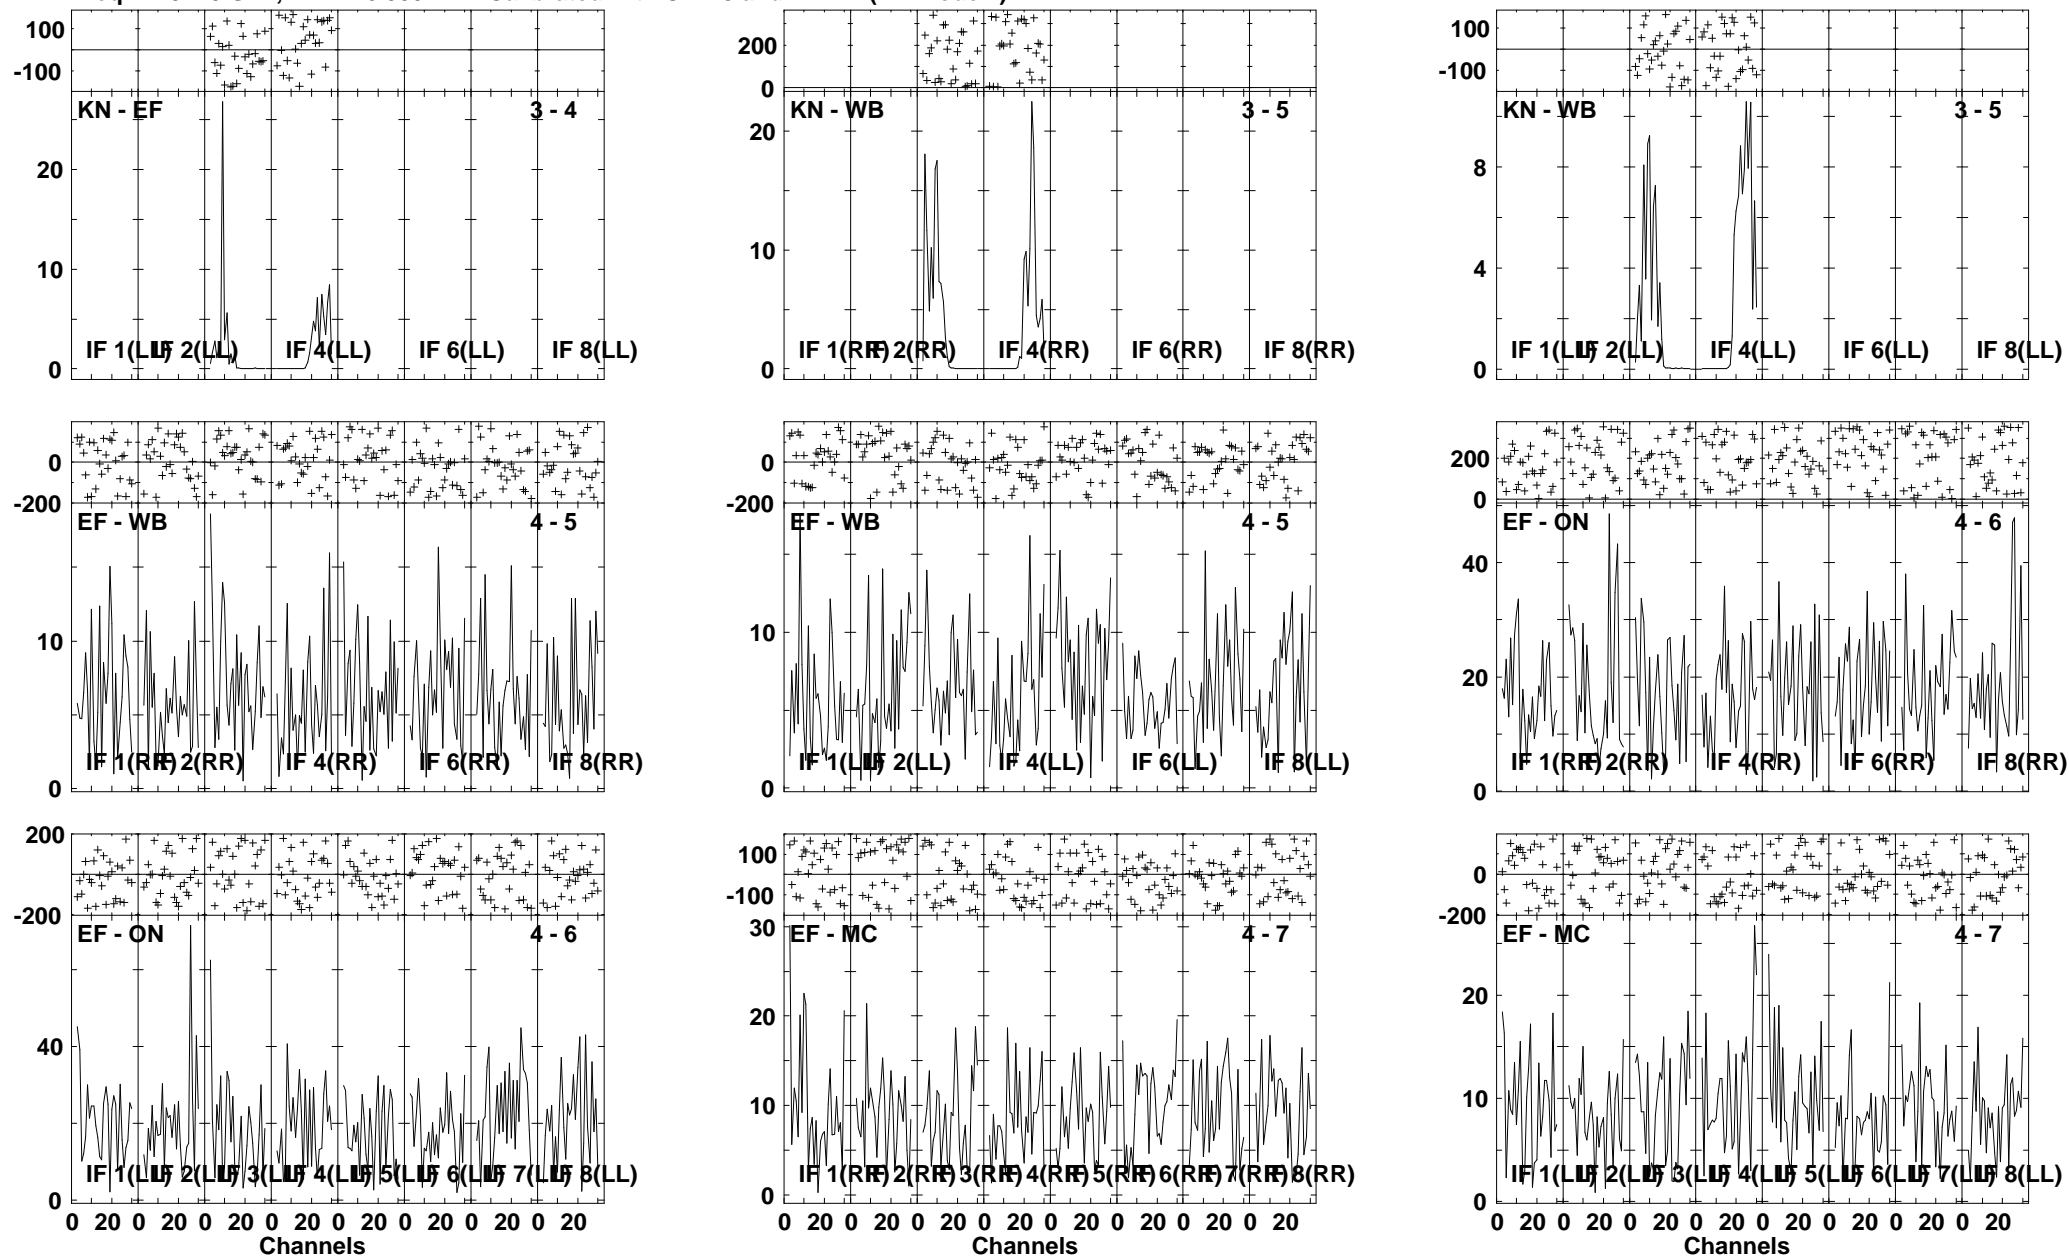 100
-100
KN - EF
3 - 4
20
10
0
IF 1(LL)
IF 2(LL)
IF 4(LL)
IF 6(LL)
IF 8(LL)
200
0
KN - WB
3 - 5
20
10
0
IF 1(RR)
IF 2(RR)
IF 4(RR)
IF 6(RR)
IF 8(RR)
100
-100
KN - WB
3 - 5
8
4
0
IF 1(LL)
IF 2(LL)
IF 4(LL)
IF 6(LL)
IF 8(LL)
0
-200
EF - WB
4 - 5
10
0
IF 1(RR)
IF 2(RR)
IF 4(RR)
IF 6(RR)
IF 8(RR)
0
-200
EF - WB
4 - 5
10
0
IF 1(LL)
IF 2(LL)
IF 4(LL)
IF 6(LL)
IF 8(LL)
200
0
EF - ON
4 - 6
40
20
0
IF 1(RR)
IF 2(RR)
IF 4(RR)
IF 6(RR)
IF 8(RR)
200
0
-200
EF - ON
4 - 6
40
0
IF 1(LL)
IF 2(LL)
IF 3(LL)
IF 4(LL)
IF 5(LL)
IF 6(LL)
IF 7(LL)
IF 8(LL)
0 20 0 20 0 20 0 20 0 20 0 20 0 20 0 20
Channels
100
0
-100
30
EF - MC
4 - 7
20
10
0
IF 1(RR)
IF 2(RR)
IF 3(RR)
IF 4(RR)
IF 5(RR)
IF 6(RR)
IF 7(RR)
IF 8(RR)
0 20 0 20 0 20 0 20 0 20 0 20 0 20 0 20
Channels
0
-200
EF - MC
4 - 7
20
10
0
IF 1(LL)
IF 2(LL)
IF 3(LL)
IF 4(LL)
IF 5(LL)
IF 6(LL)
IF 7(LL)
IF 8(LL)
0 20 0 20 0 20 0 20 0 20 0 20 0 20 0 20
Channels